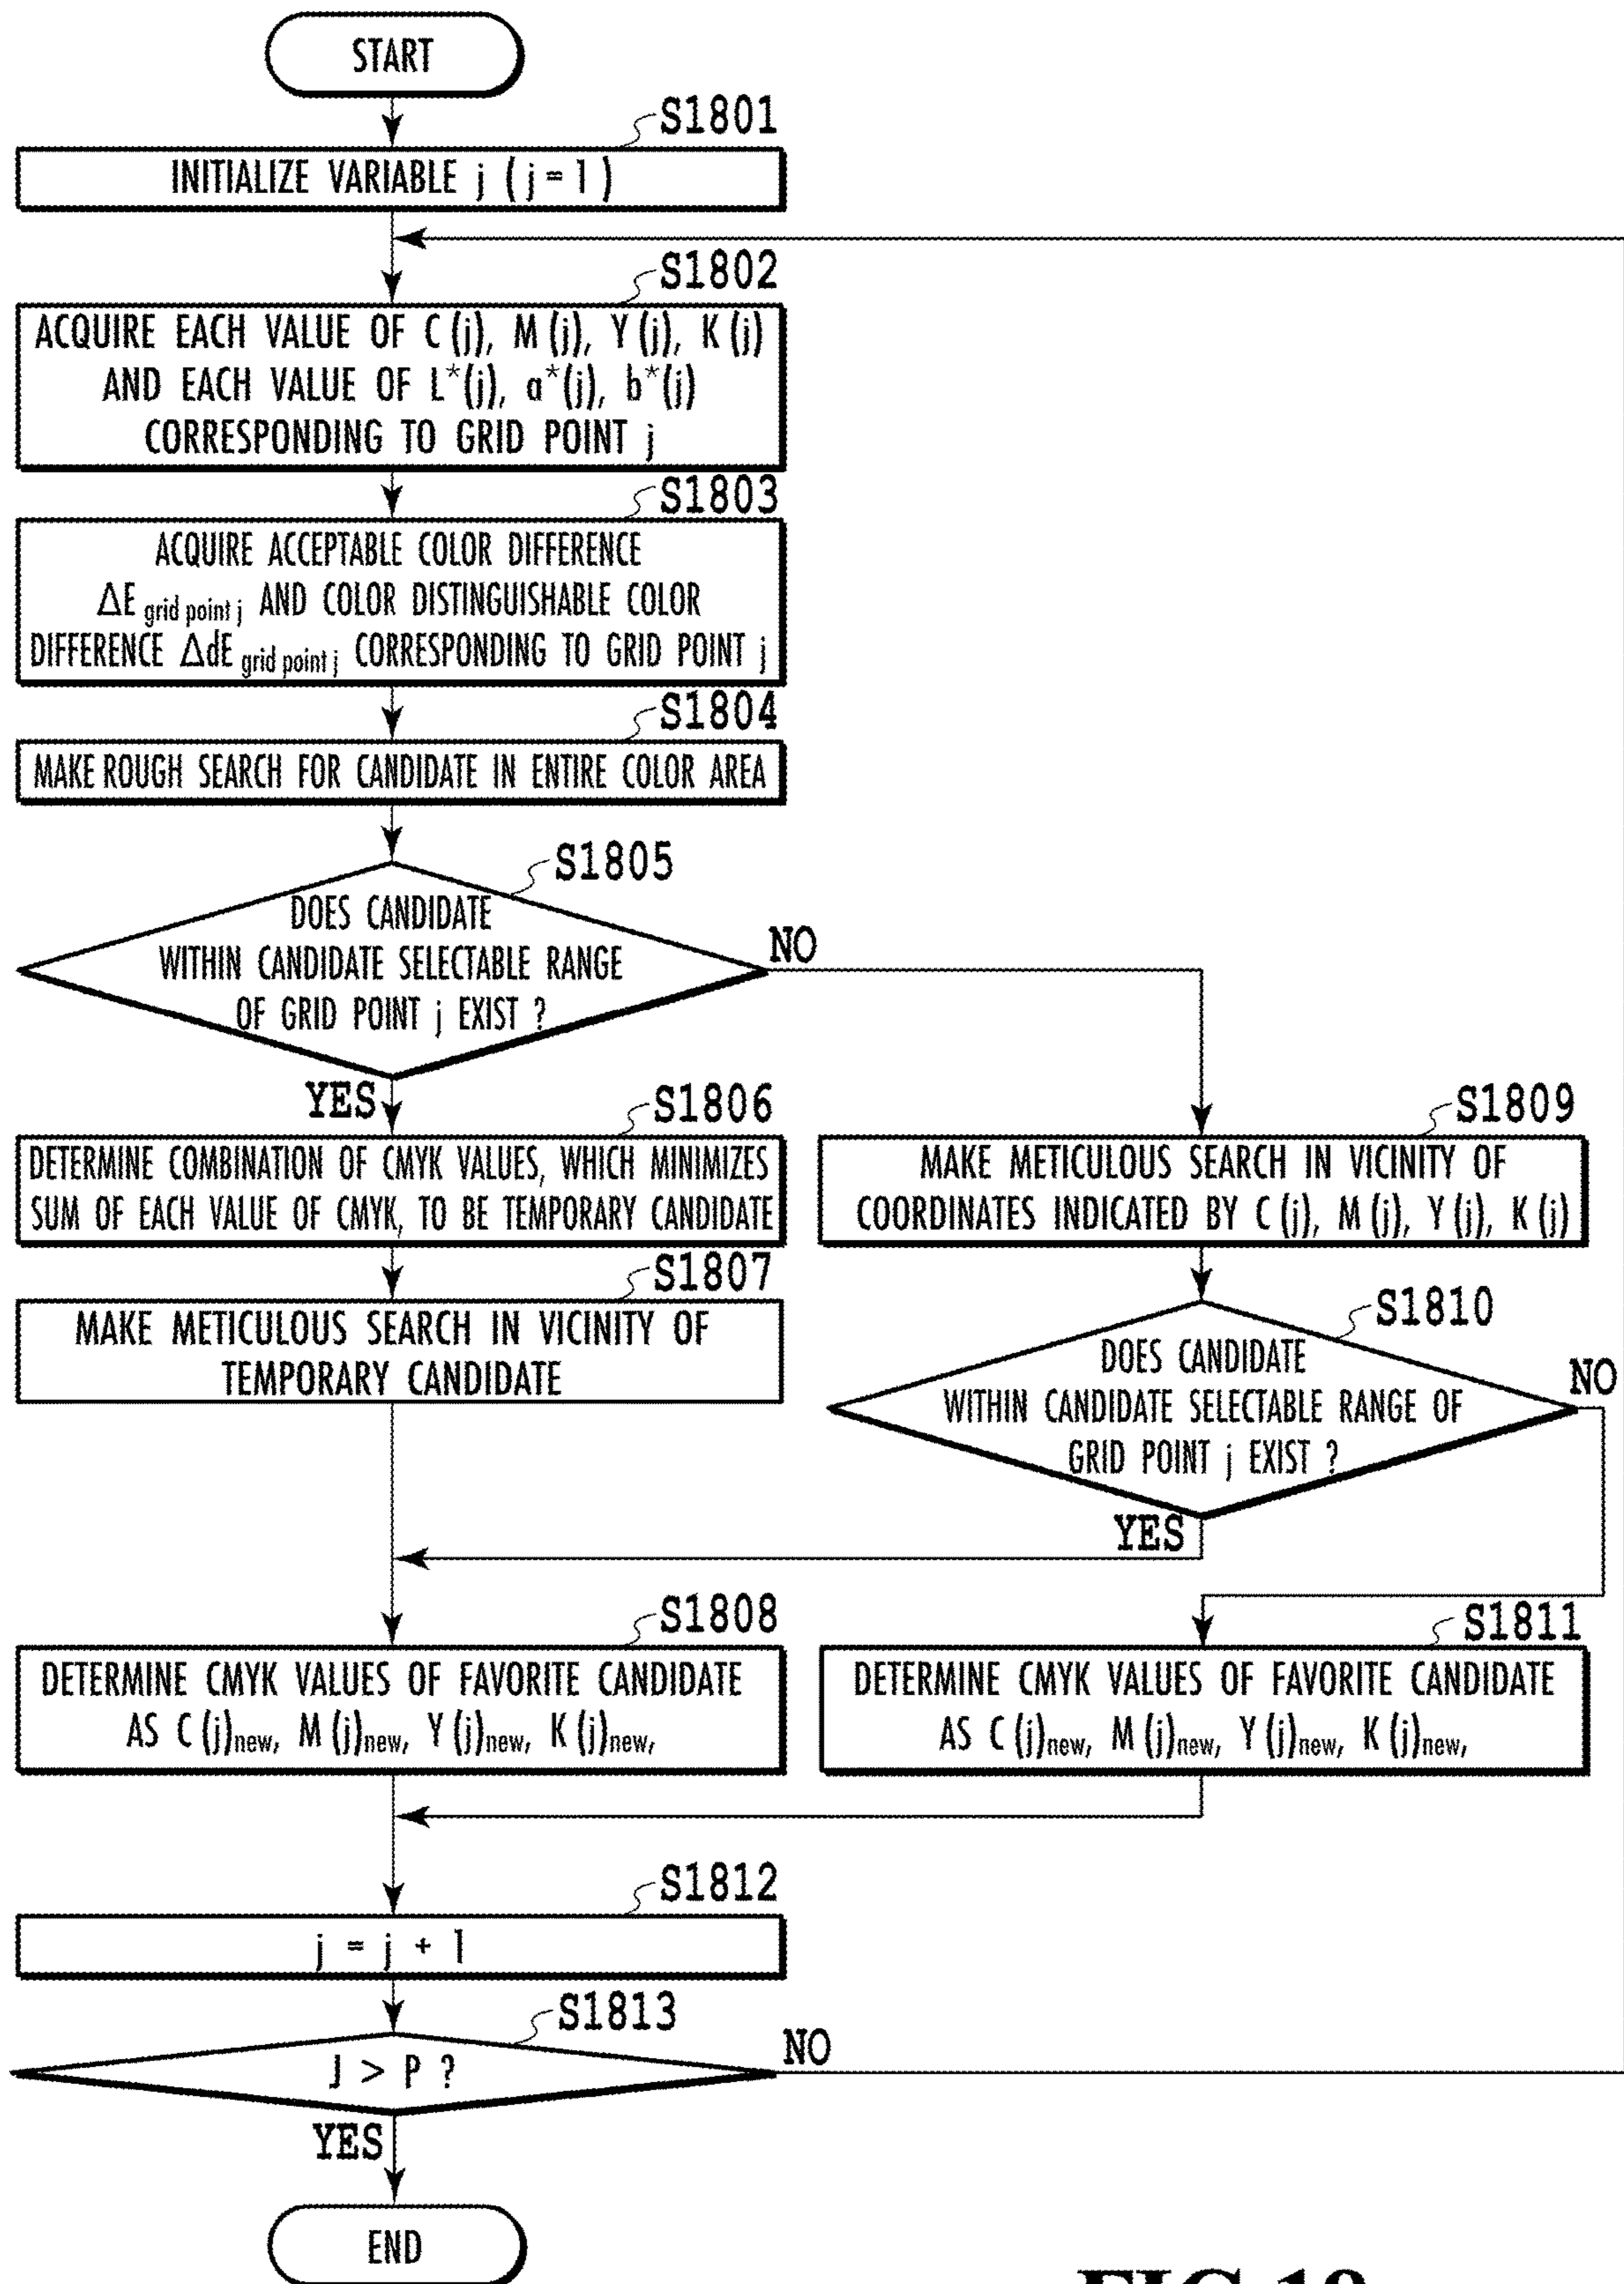 START
S1801
INITIALIZE VARIABLE j ( j = 1 )
S1802
ACQUIRE EACH VALUE OF C (j), M (j), Y (j), K (j)
AND EACH VALUE OF L*(j), a*(j), b*(j)
CORRESPONDING TO GRID POINT j
S1803
ACQUIRE ACCEPTABLE COLOR DIFFERENCE
ΔE grid point j AND COLOR DISTINGUISHABLE COLOR
DIFFERENCE ΔdE grid point j CORRESPONDING TO GRID POINT j
S1804
MAKE ROUGH SEARCH FOR CANDIDATE IN ENTIRE COLOR AREA
S1805
DOES CANDIDATE
WITHIN CANDIDATE SELECTABLE RANGE
OF GRID POINT j EXIST ?
NO
YES
S1806
DETERMINE COMBINATION OF CMYK VALUES, WHICH MINIMIZES
SUM OF EACH VALUE OF CMYK, TO BE TEMPORARY CANDIDATE
S1807
MAKE METICULOUS SEARCH IN VICINITY OF
TEMPORARY CANDIDATE
S1809
MAKE METICULOUS SEARCH IN VICINITY OF
COORDINATES INDICATED BY C (j), M (j), Y (j), K (j)
S1810
DOES CANDIDATE
WITHIN CANDIDATE SELECTABLE RANGE OF
GRID POINT j EXIST ?
NO
YES
S1808
DETERMINE CMYK VALUES OF FAVORITE CANDIDATE
AS C (j)new, M (j)new, Y (j)new, K (j)new,
S1811
DETERMINE CMYK VALUES OF FAVORITE CANDIDATE
AS C (j)new, M (j)new, Y (j)new, K (j)new,
S1812
j = j + 1
S1813
J > P ?
NO
YES
END